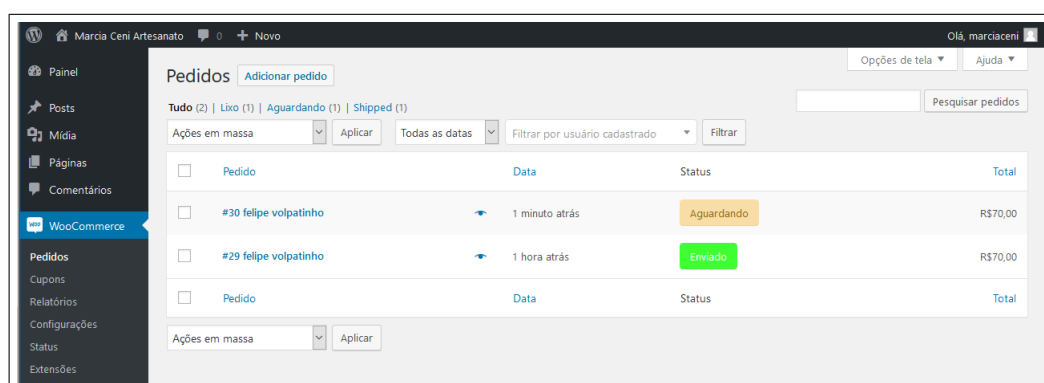 Marcia Ceni Artesanato 0 + Novo Olá, marciaceni
Opções de tela ▼ Ajuda ▼
Painel
Posts
Mídia
Páginas
Comentários
WOO WooCommerce
Pedidos
Cupons
Relatórios
Configurações
Status
Extensões
Pedidos Adicionar pedido
Tudo (2) | Lixo (1) | Aguardando (1) | Shipped (1)
Pesquisar pedidos
Ações em massa Aplicar Todas as datas Filtrar por usuário cadastrado Filtrar
Pedido Data Status Total
#30 felipe volpatinho 1 minuto atrás Aguardando R$70,00
#29 felipe volpatinho 1 hora atrás Enviado R$70,00
Pedido Data Status Total
Ações em massa Aplicar